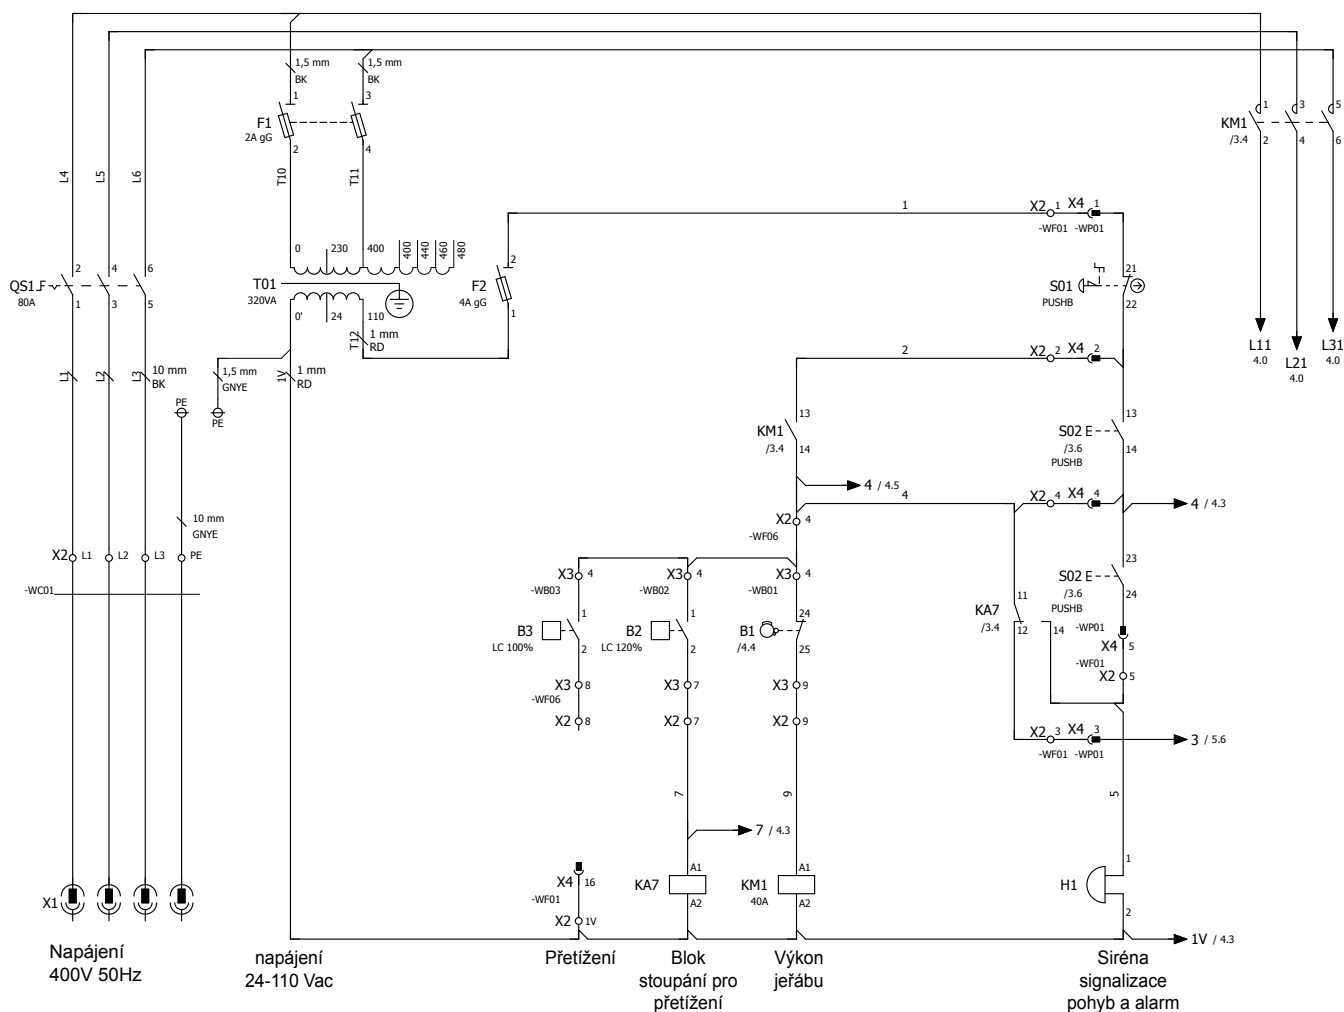 1,5 mm
BK
1,5 mm
BK
1
3
F1
2A gG
2
4
L4
L5
L6
T10
T11
1
3
5
KM1
/3.4
2
4
6
1
X2
1
X4
1
-WF01
-WP01
0
230
400
400
440
460
480
2
4
6
QS1
F
80A
1
3
5
T01
320VA
0'
24
110
T12
1 mm
RD
2
F2
4A gG
1
21
S01
PUSHB
22
L11
4.0
L21
4.0
L31
4.0
2
X2
2
X4
2
L1
L2
L3
10 mm
BK
1,5 mm
GNYE
1V
1 mm
RD
PE
PE
13
KM1
/3.4
14
13
S02
E
/3.6
PUSHB
14
4 / 4.5
4
X2
4
X4
4
4 / 4.3
10 mm
GNYE
X2
4
-WF06
X2
L1
L2
L3
PE
-WC01
X3
4
-WB03
X3
4
-WB02
X3
4
-WB01
23
S02
E
/3.6
PUSHB
24
1
B3
LC 100%
2
1
B2
LC 120%
2
24
B1
/4.4
25
11
KA7
/3.4
12
14
-WP01
X4
5
-WF01
X2
5
X3
8
-WF06
X3
7
X3
9
X2
8
X2
7
X2
9
X2
3
X4
3
-WF01
-WP01
3 / 5.6
7
9
5
7 / 4.3
X4
16
-WF01
X2
1V
A1
KA7
A2
A1
KM1
40A
A2
1
H1
2
X1
1V / 4.3
Napájení
400V 50Hz
napájení
24-110 Vac
Přetížení
Blok
stoupání pro
přetížení
Výkon
jeřábu
Siréna
signalizace
pohyb a alarm